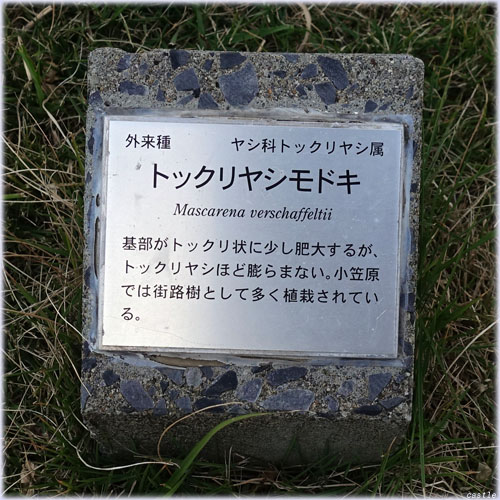 外来種 ヤシ科トックリヤシ属
トックリヤシモドキ
Mascarena verschaffeltii
基部がトックリ状に少し肥大するが、
トックリヤシほど膨らまない。小笠原
では街路樹として多く植栽されてい
る。
castle